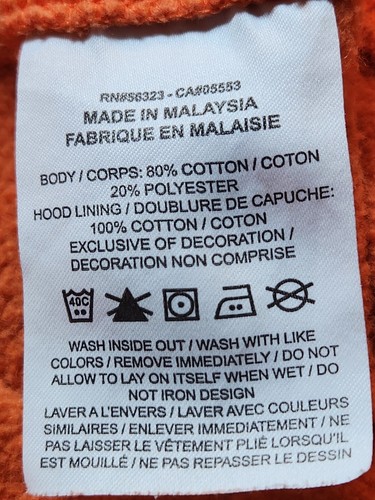 RN#56323 - CA#05553
MADE IN MALAYSIA
FABRIQUE EN MALAISIE
BODY / CORPS: 80% COTTON / COTON
20% POLYESTER
HOOD LINING / DOUBLURE DE CAPUCHE:
100% COTTON / COTON
EXCLUSIVE OF DECORATION /
DECORATION NON COMPRISE
40C
WASH INSIDE OUT / WASH WITH LIKE
COLORS / REMOVE IMMEDIATELY / DO NOT
ALLOW TO LAY ON ITSELF WHEN WET / DO
NOT IRON DESIGN
LAVER A L'ENVERS / LAVER AVEC COULEURS
SIMILAIRES / ENLEVER IMMEDIATEMENT / NE
PAS LAISSER LE VÊTEMENT PLIÉ LORSQU'IL
EST MOUILLÉ / NE PAS REPASSER LE DESSIN